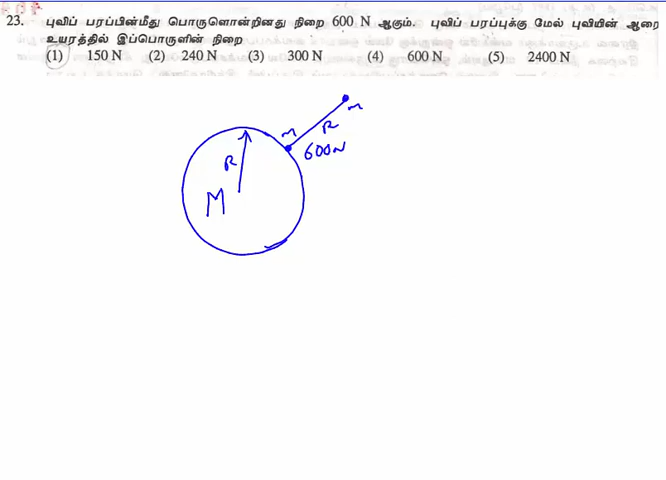 23. புவிப் பரப்பின்மீது பொருளொன்றினது நிறை 600 N ஆகும். புவிப் பரப்புக்கு மேல் புவியின் ஆரை
உயரத்தில் இப்பொருளின் நிறை
(1) 150 N (2) 240 N (3) 300 N (4) 600 N (5) 2400 N
m
m R
600N
R
M